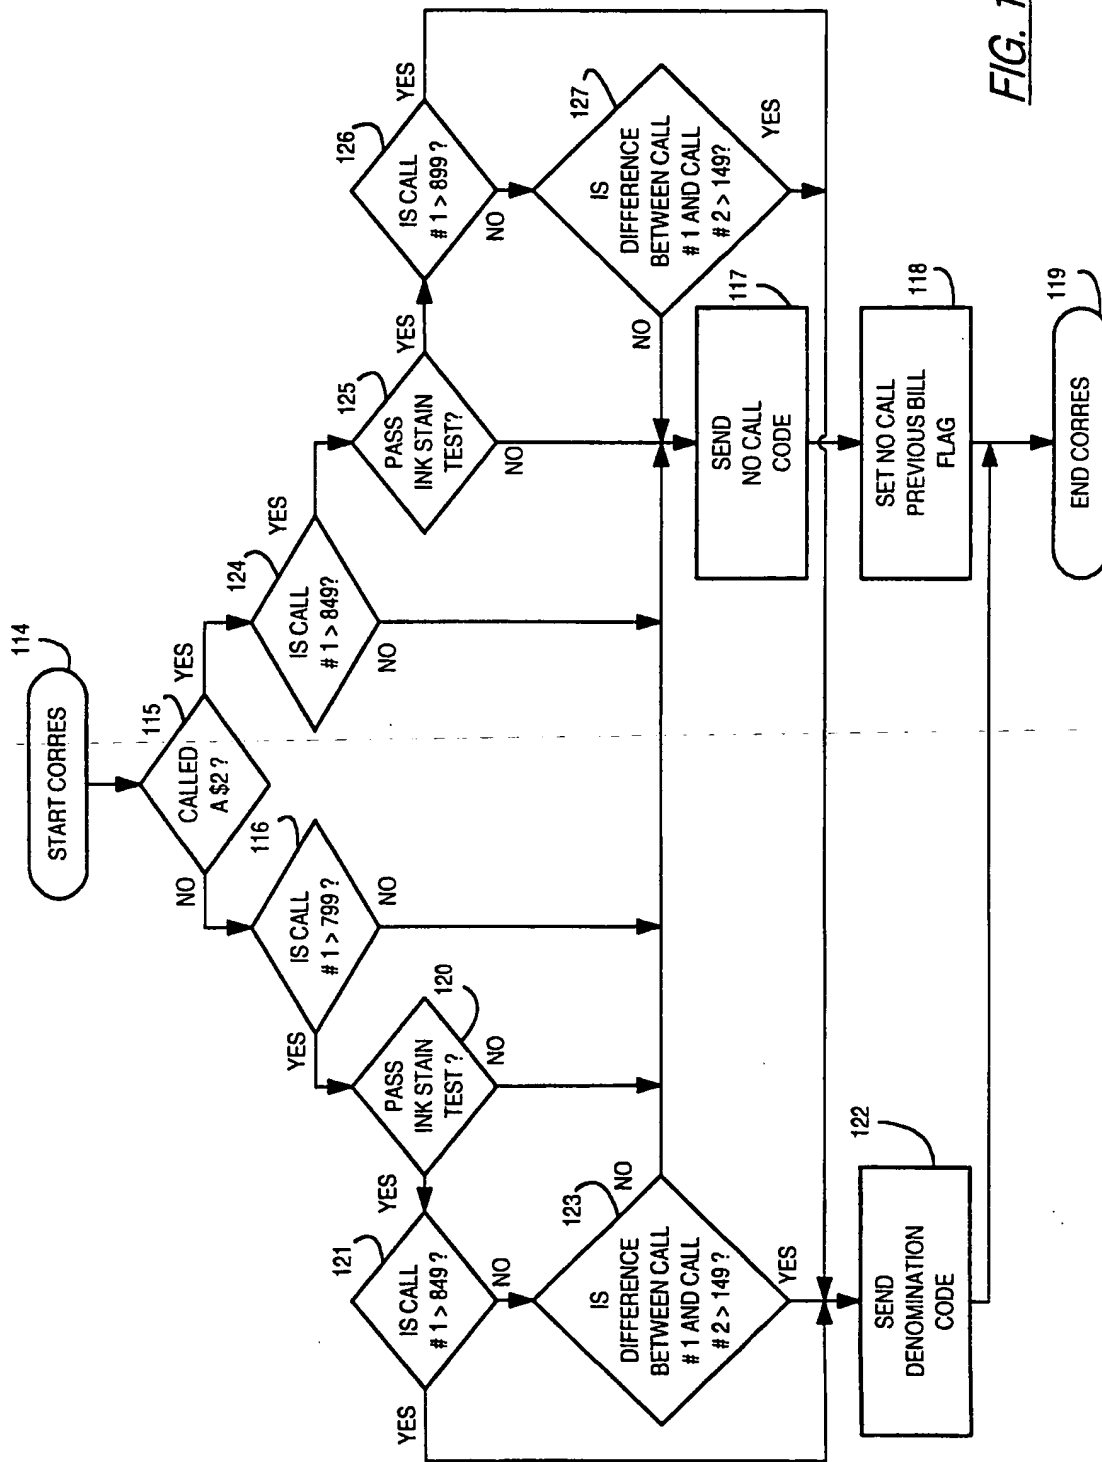 START CORRES
114
CALLED
A $2 ?
115
NO
YES
IS CALL
# 1 > 799 ?
116
YES
NO
IS CALL
# 1 > 849?
124
YES
NO
PASS
INK STAIN
TEST ?
120
YES
NO
PASS
INK STAIN
TEST?
125
YES
NO
IS CALL
# 1 > 849 ?
121
YES
NO
IS CALL
# 1 > 899 ?
126
YES
NO
IS
DIFFERENCE
BETWEEN CALL
# 1 AND CALL
# 2 > 149 ?
123
NO
YES
IS
DIFFERENCE
BETWEEN CALL
# 1 AND CALL
# 2 > 149?
127
NO
YES
SEND
NO CALL
CODE
117
SEND
DENOMINATION
CODE
122
SET NO CALL
PREVIOUS BILL
FLAG
118
END CORRES
119
FIG. 1